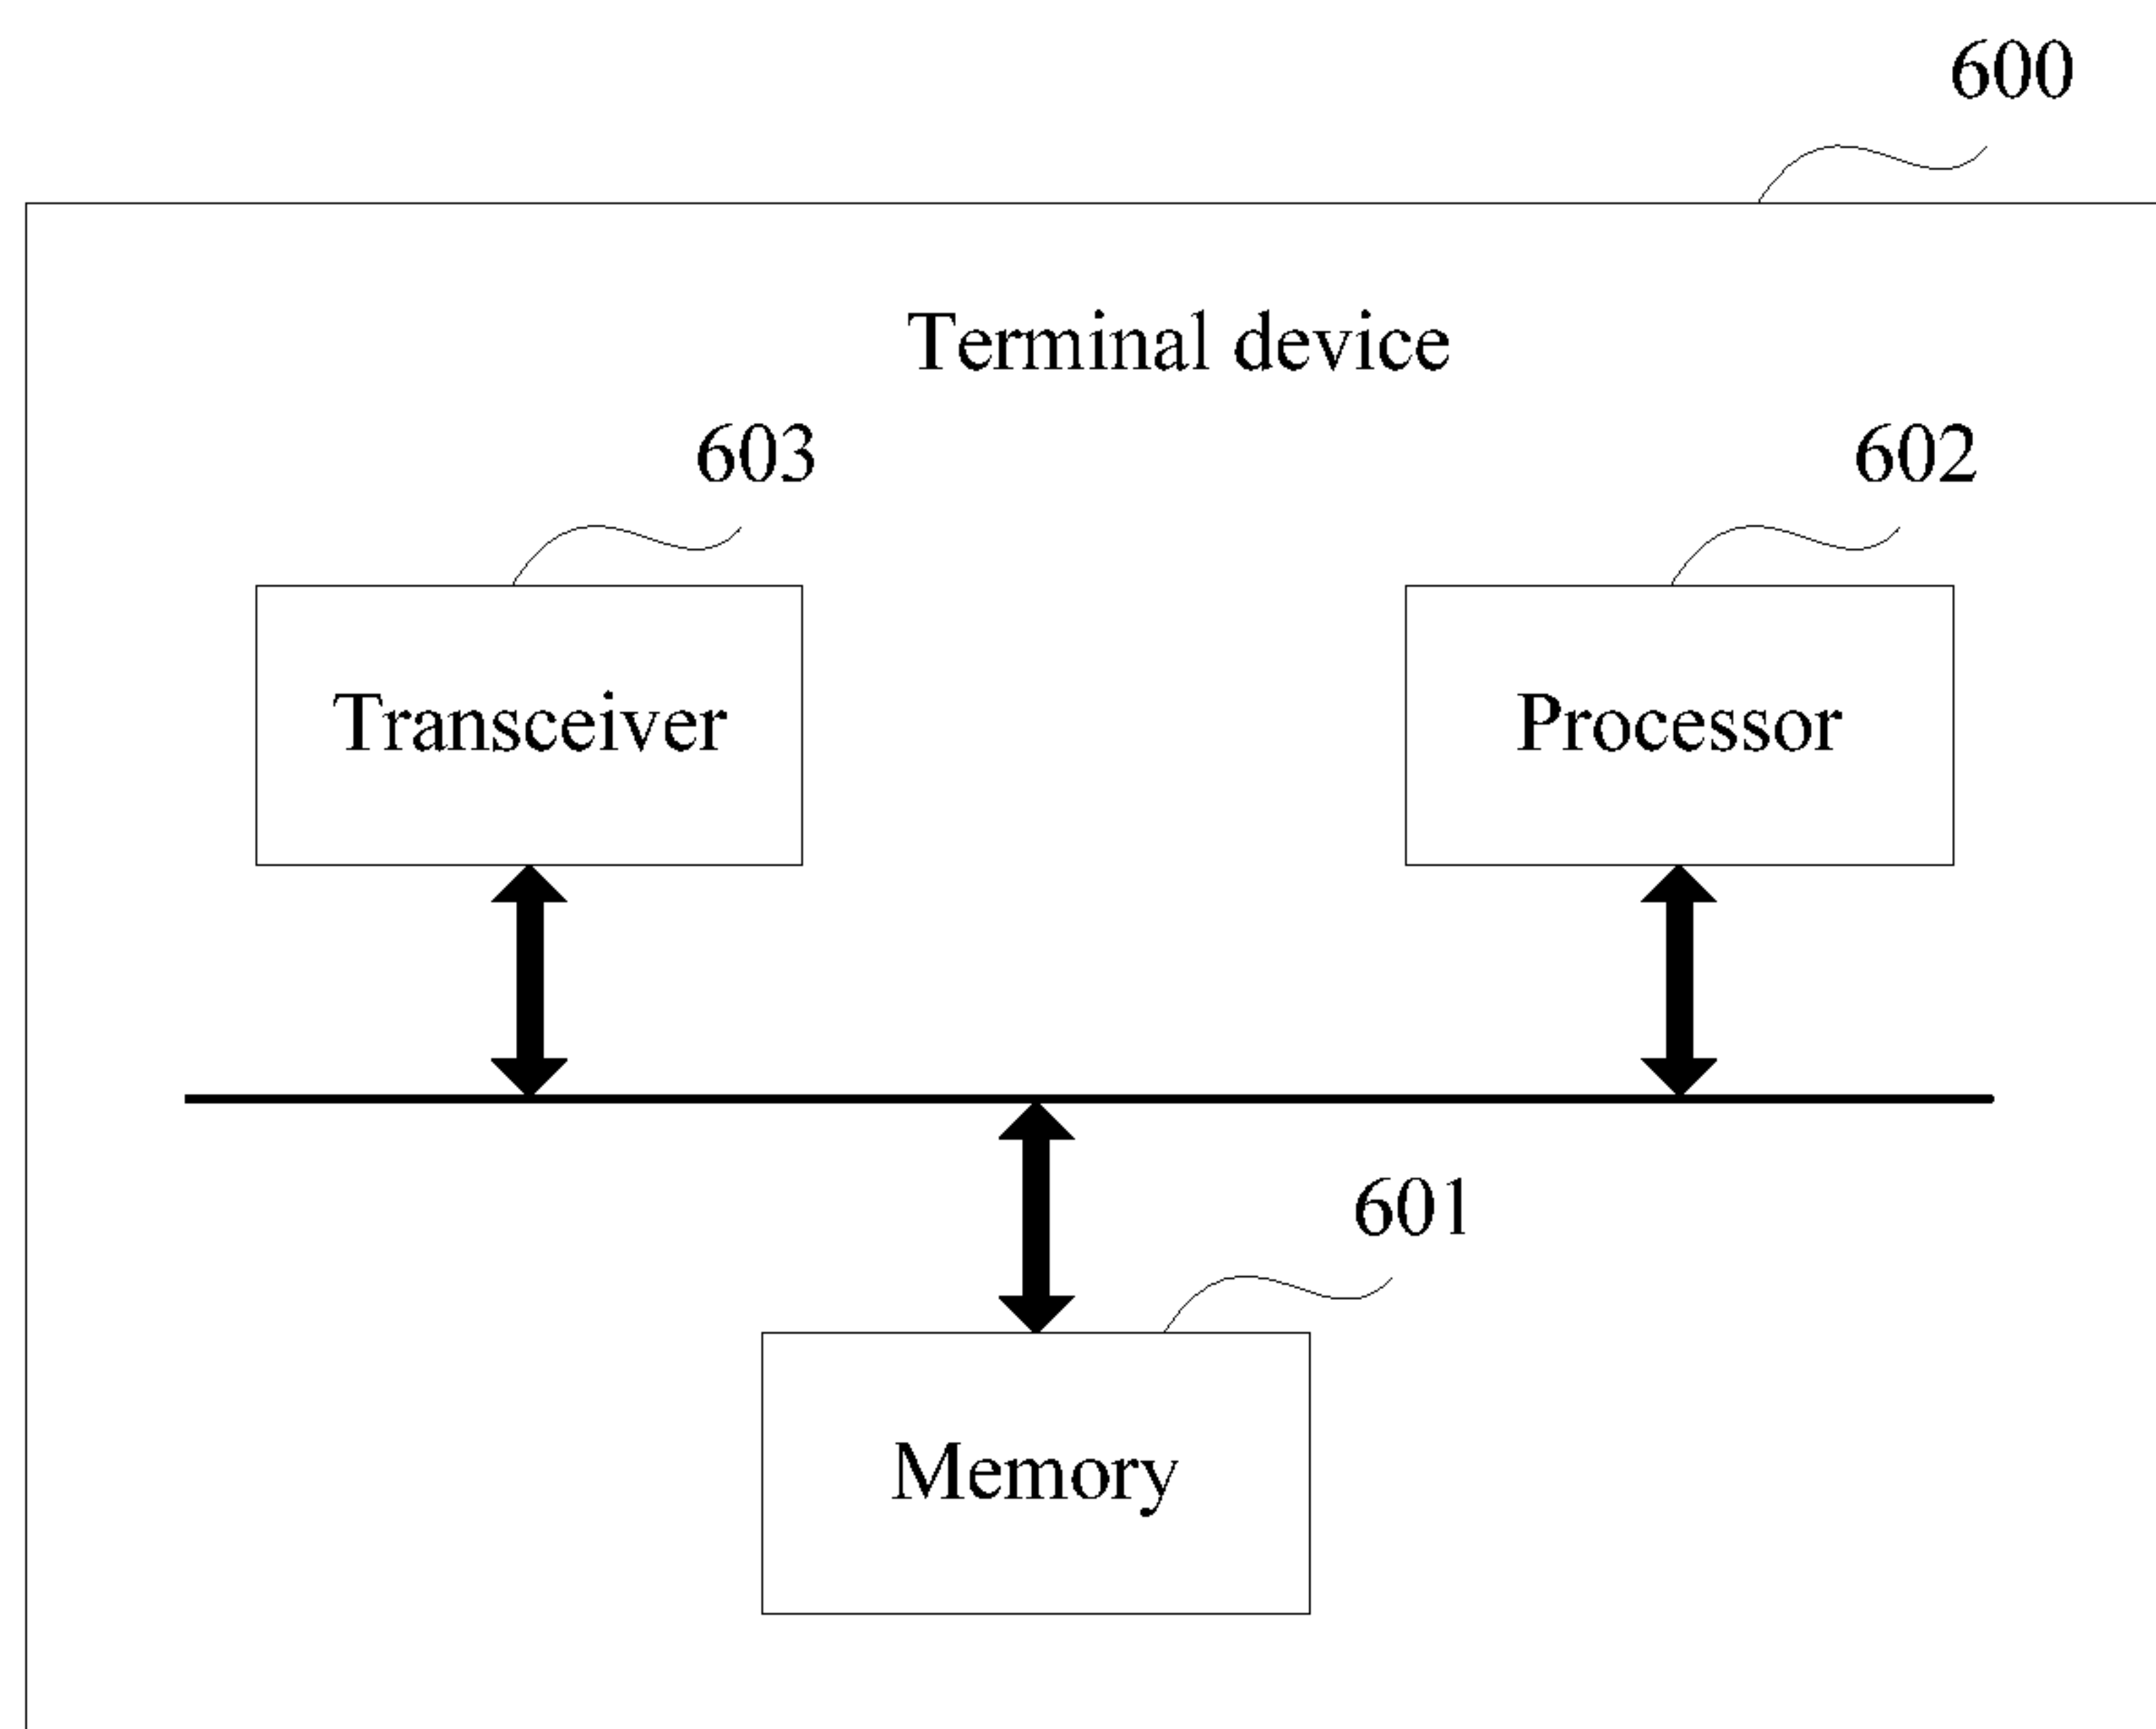 600
Terminal device
603
602
Transceiver
Processor
601
Memory